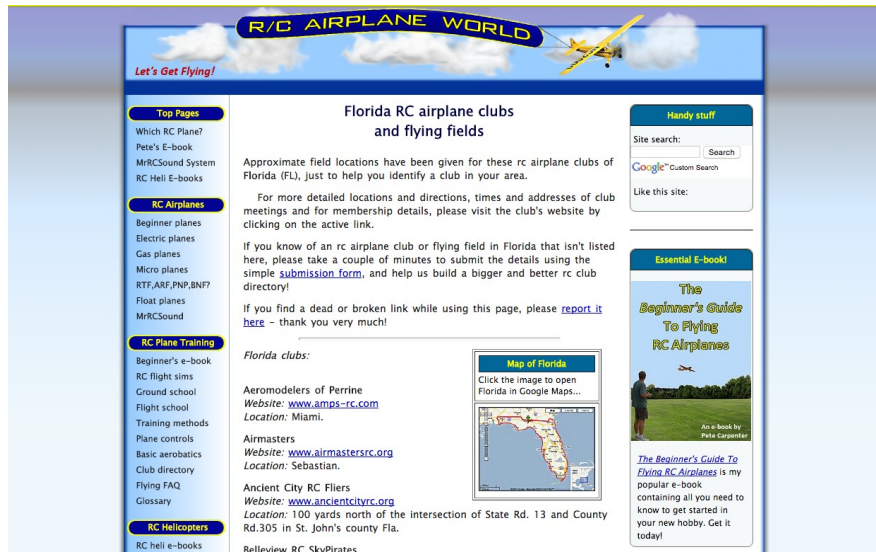 R/C AIRPLANE WORLD
Let's Get Flying!
Top Pages
Which RC Plane?
Pete's E-book
MrRCSound System
RC Heli E-books
RC Airplanes
Beginner planes
Electric planes
Gas planes
Micro planes
RTF,ARF,PNP,BNF?
Float planes
MrRCSound
RC Plane Training
Beginner's e-book
RC flight sims
Ground school
Flight school
Training methods
Plane controls
Basic aerobatics
Club directory
Flying FAQ
Glossary
RC Helicopters
RC heli e-books
Florida RC airplane clubs
and flying fields
Approximate field locations have been given for these rc airplane clubs of
Florida (FL), just to help you identify a club in your area.
For more detailed locations and directions, times and addresses of club
meetings and for membership details, please visit the club's website by
clicking on the active link.
If you know of an rc airplane club or flying field in Florida that isn't listed
here, please take a couple of minutes to submit the details using the
simple submission form, and help us build a bigger and better rc club
directory!
If you find a dead or broken link while using this page, please report it
here - thank you very much!
Florida clubs:
Map of Florida
Click the image to open
Florida in Google Maps...
Aeromodelers of Perrine
Website: www.amps-rc.com
Location: Miami.
Airmasters
Website: www.airmastersrc.org
Location: Sebastian.
Ancient City RC Fliers
Website: www.ancientcityrc.org
Location: 100 yards north of the intersection of State Rd. 13 and County
Rd.305 in St. John's county Fla.
Belleview RC SkyPirates
Handy stuff
Site search:
Search
Google™ Custom Search
Like this site:
Essential E-book!
The
Beginner's Guide
To Flying
RC Airplanes
An e-book by
Pete Carpenter
The Beginner's Guide To
Flying RC Airplanes is my
popular e-book
containing all you need to
know to get started in
your new hobby. Get it
today!